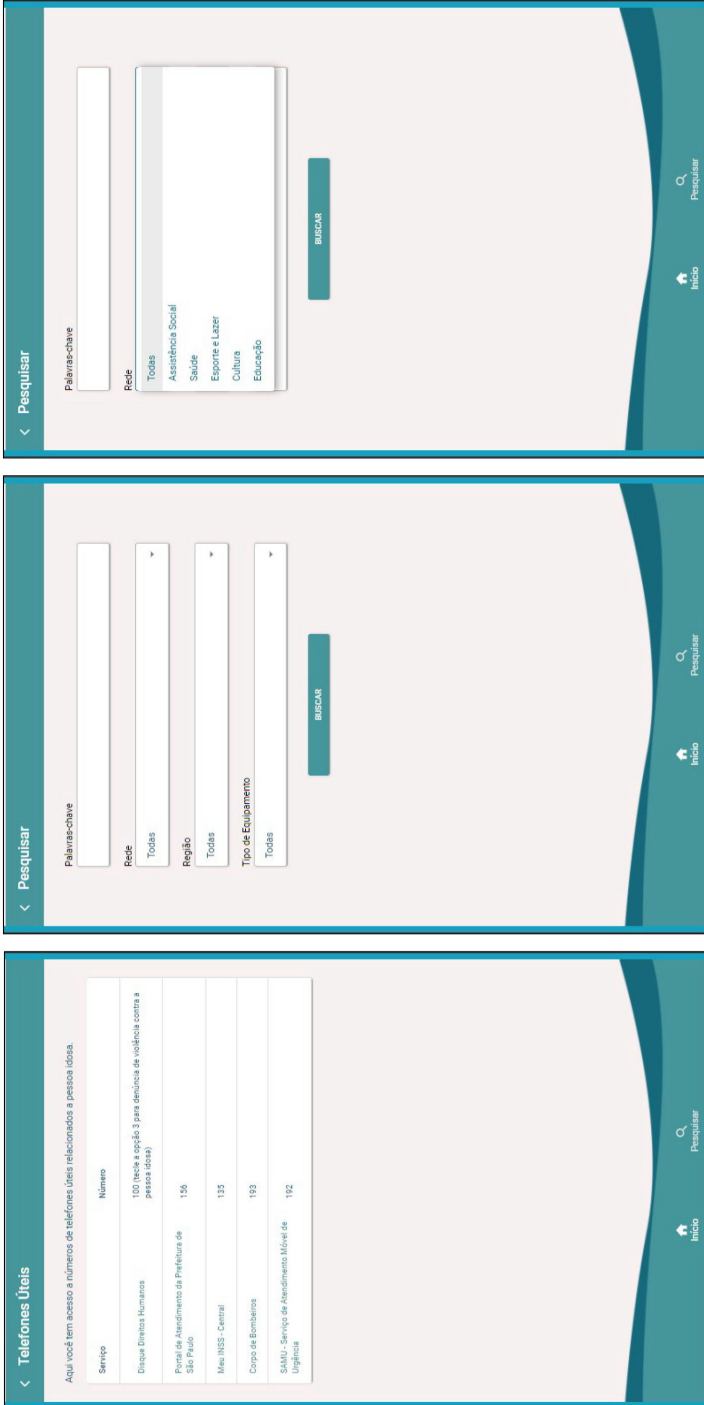 Telefones Úteis
Aqui você tem acesso a números de telefones úteis relacionados a pessoa idosa.
Serviço Número
Disque Direitos Humanos 100 (tecle a opção 3 para denúncia de violência contra a
pessoa idosa)
Portal de Atendimento da Prefeitura de 156
São Paulo
Meu INSS - Central 135
Corpo de Bombeiros 193
SAMU - Serviço de Atendimento Móvel de 192
Urgência
Início Pesquisar
Pesquisar
Palavras-chave
Rede
Todas
Região
Todas
Tipo de Equipamento
Todas
BUSCAR
Início Pesquisar
Pesquisar
Palavras-chave
Rede
Todas
Assistência Social
Saúde
Esporte e Lazer
Cultura
Educação
BUSCAR
Início Pesquisar